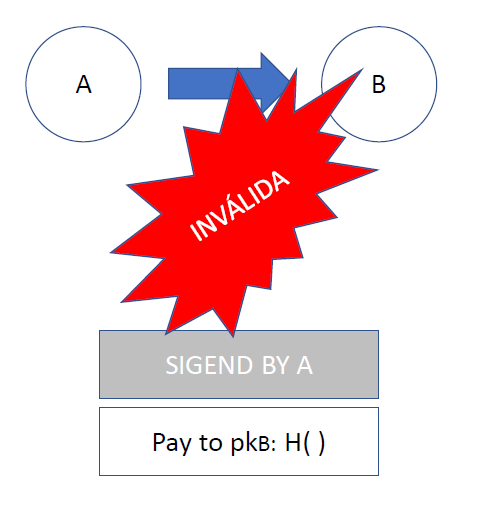 A
B
INVÁLIDA
SIGEND BY A
Pay to pkB: H( )